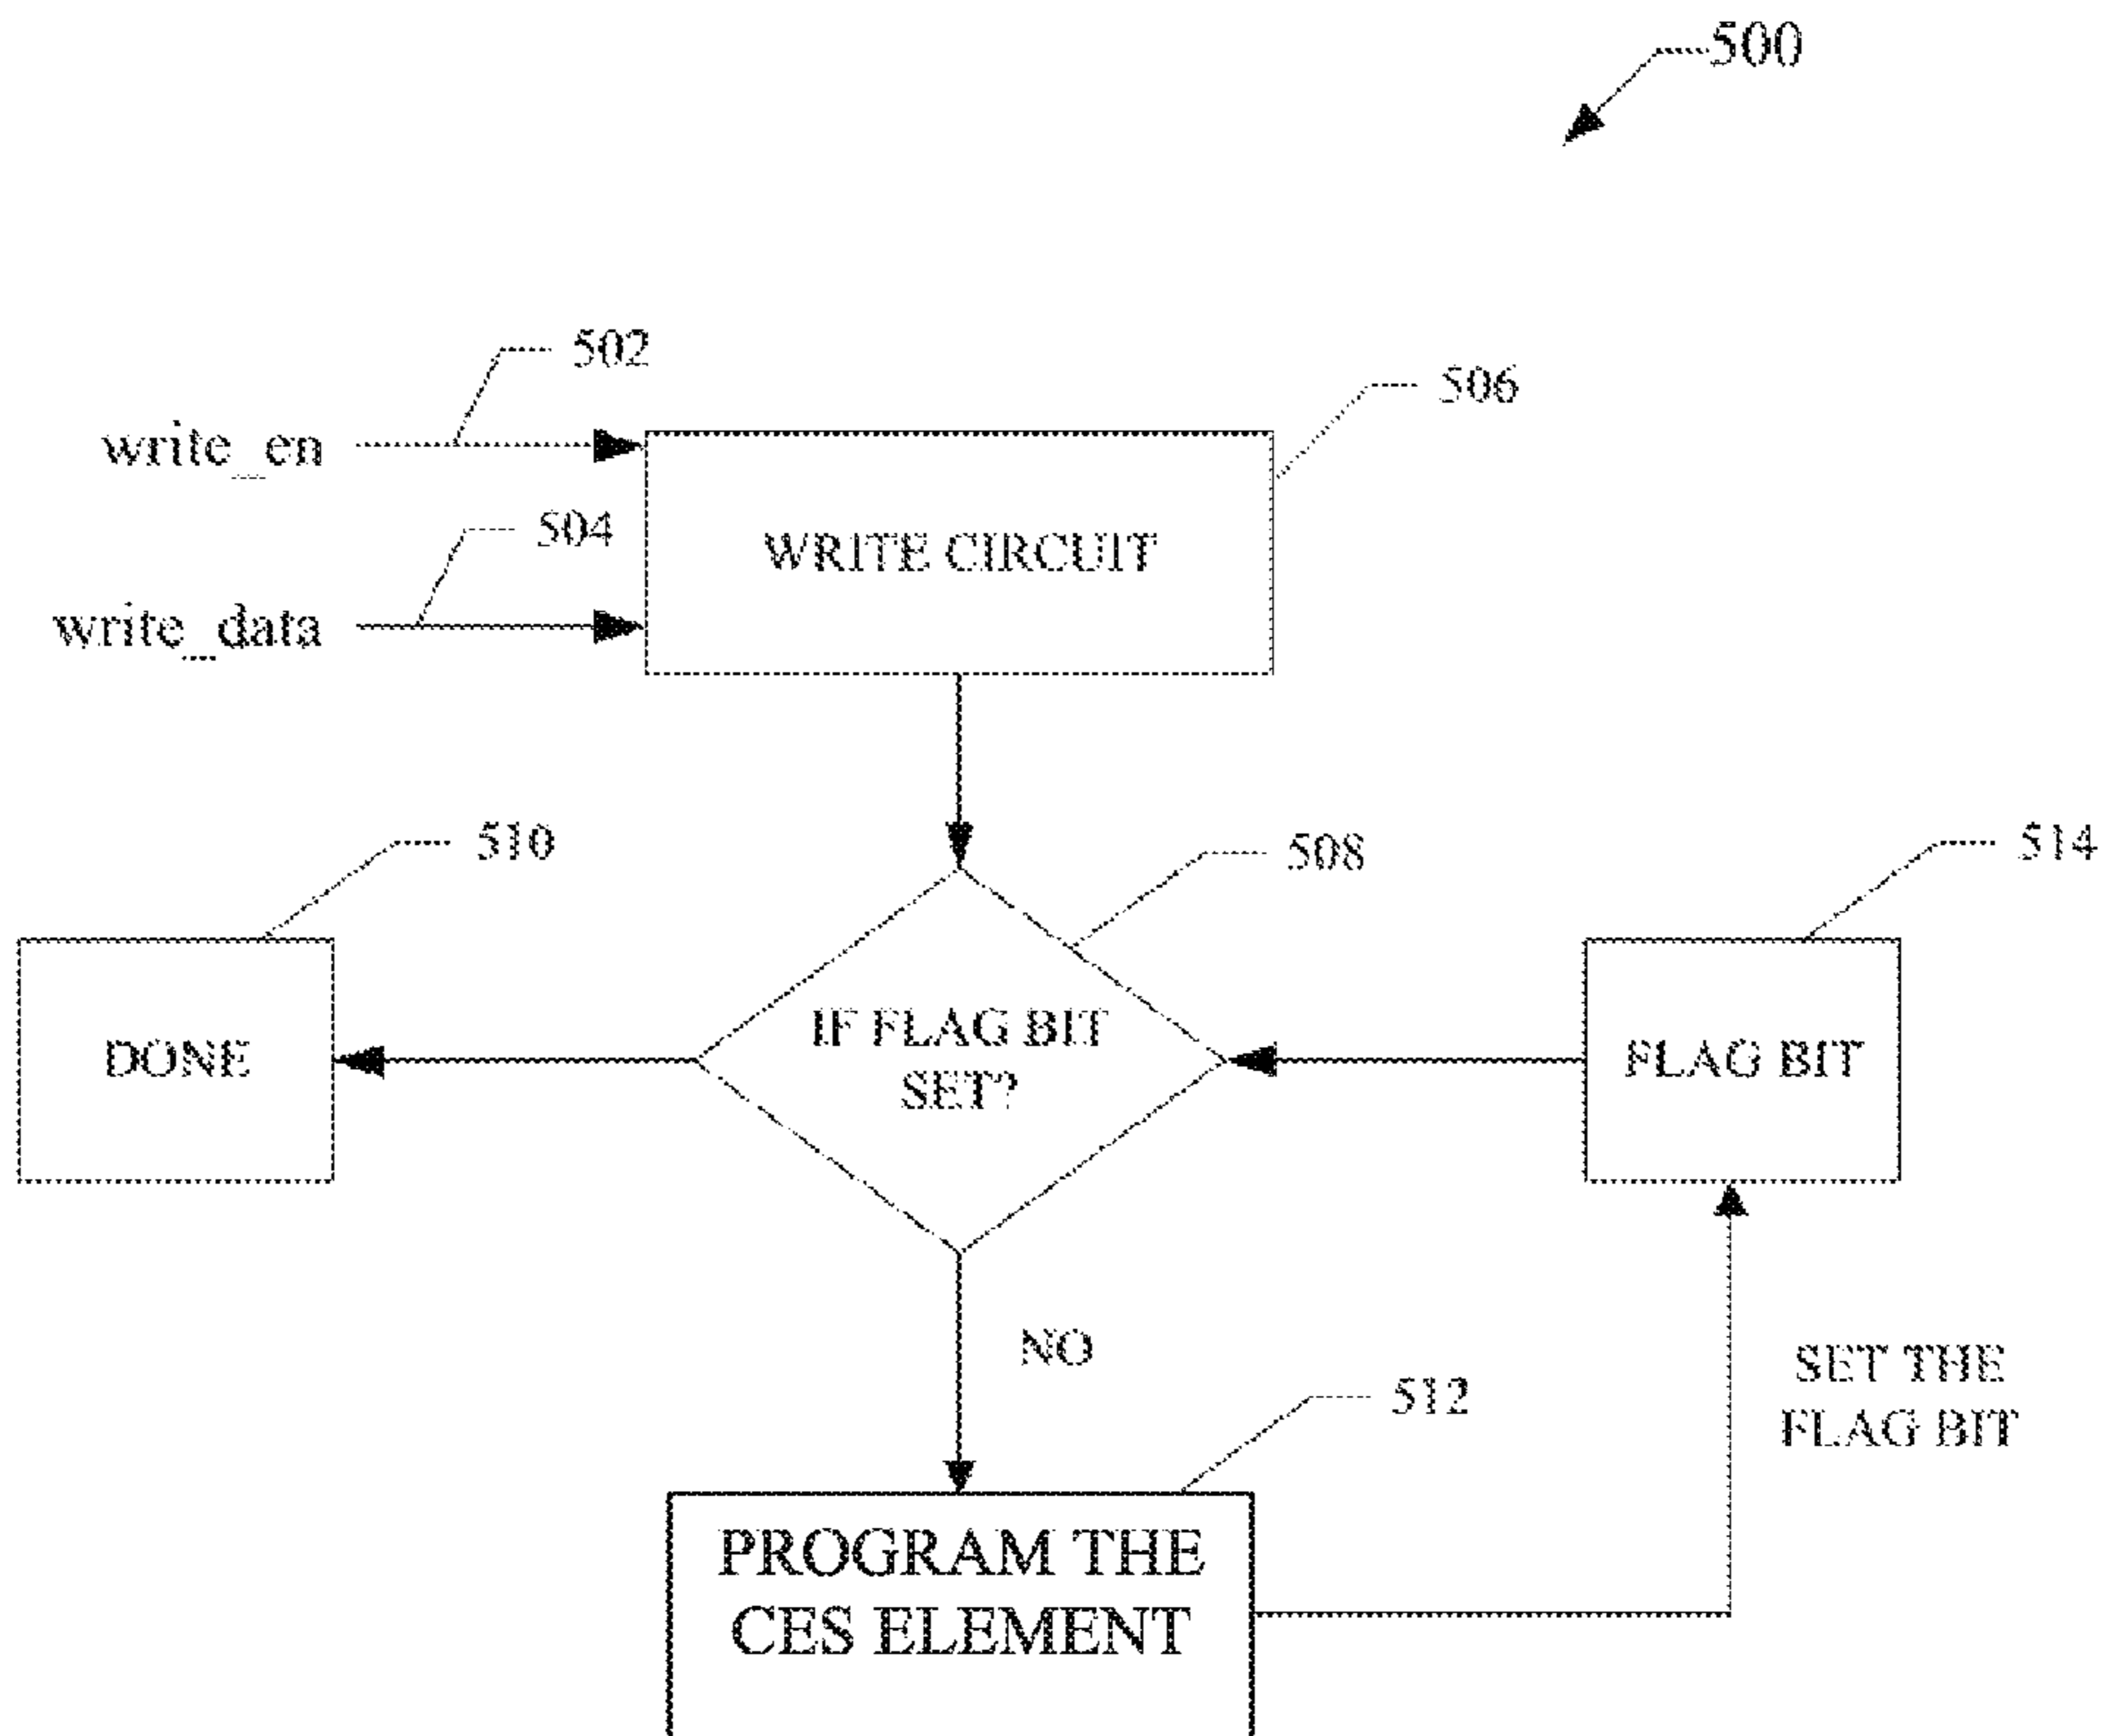 500
502
write_en
506
504
WRITE CIRCUIT
write_data
510
508
514
DONE
IF FLAG BIT
SET?
FLAG BIT
NO
512
SET THE
FLAG BIT
PROGRAM THE
CES ELEMENT